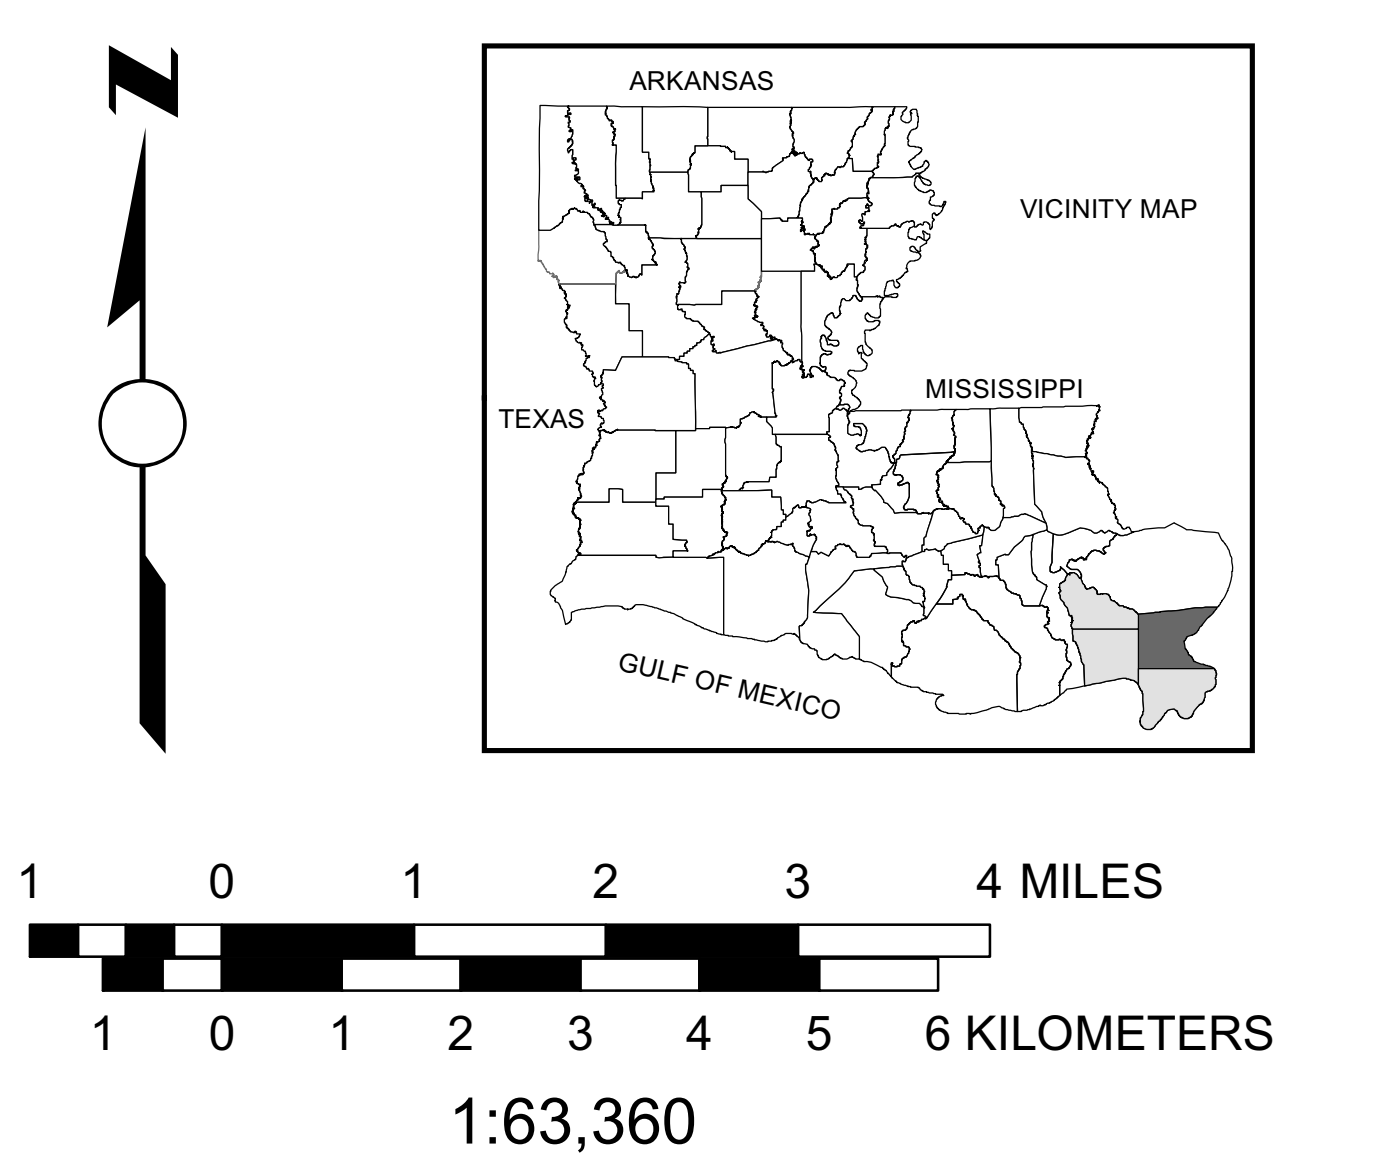 N
ARKANSAS
VICINITY MAP
MISSISSIPPI
TEXAS
GULF OF MEXICO
1 0 1 2 3 4 MILES
1 0 1 2 3 4 5 6 KILOMETERS
1:63,360